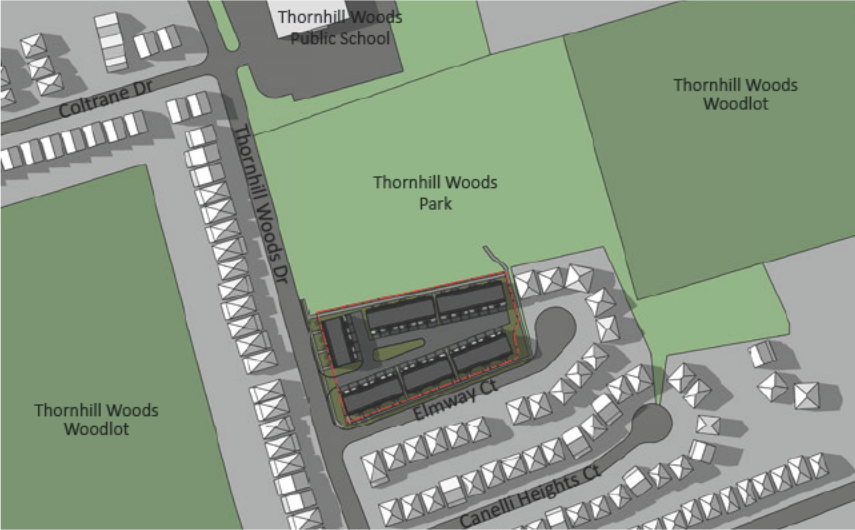 Thornhill Woods
Public School
Coltrane Dr
Thornhill Woods
Woodlot
Thornhill Woods Dr
Thornhill Woods
Park
Thornhill Woods
Woodlot
Elmway Ct
Canelli Heights Ct